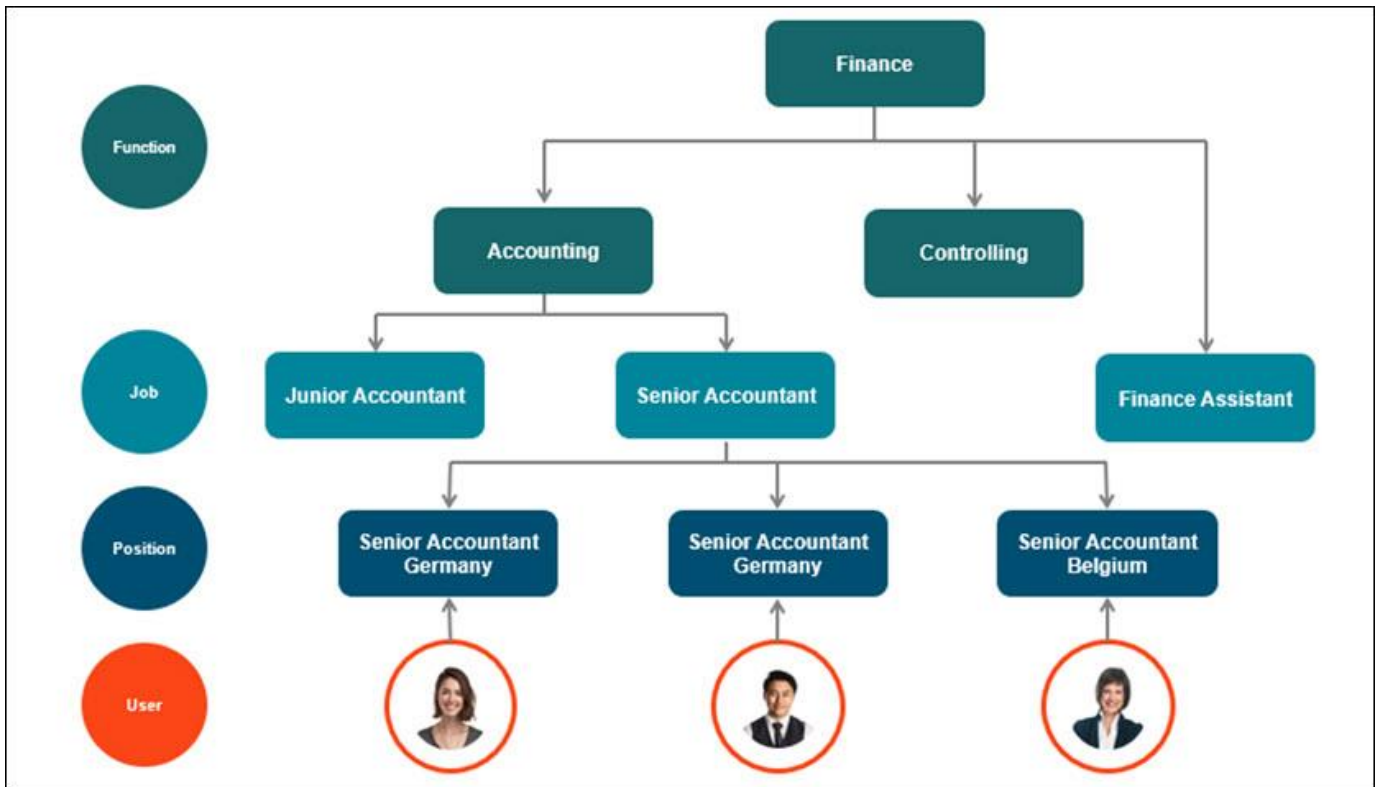 Finance
Function
Accounting
Controlling
Job
Junior Accountant
Senior Accountant
Finance Assistant
Position
Senior Accountant
Germany
Senior Accountant
Germany
Senior Accountant
Belgium
User